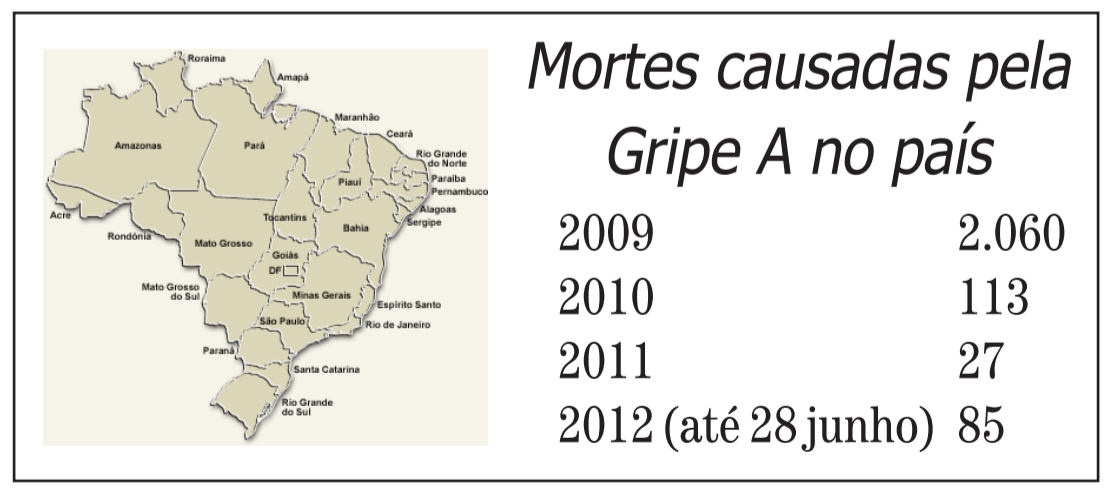 Roraima
Amapá
Maranhão
Ceará
Amazonas
Pará
Rio Grande
do Norte
Paraíba
Piauí
Pernambuco
Alagoas
Acre
Tocantins
Sergipe
Bahia
Rondônia
Mato Grosso
Goiás
DF
Mato Grosso
do Sul
Minas Gerais
Espírito Santo
São Paulo
Rio de Janeiro
Paraná
Santa Catarina
Rio Grande
do Sul
Mortes causadas pela
Gripe A no país
2009 2.060
2010 113
2011 27
2012 (até 28 junho) 85